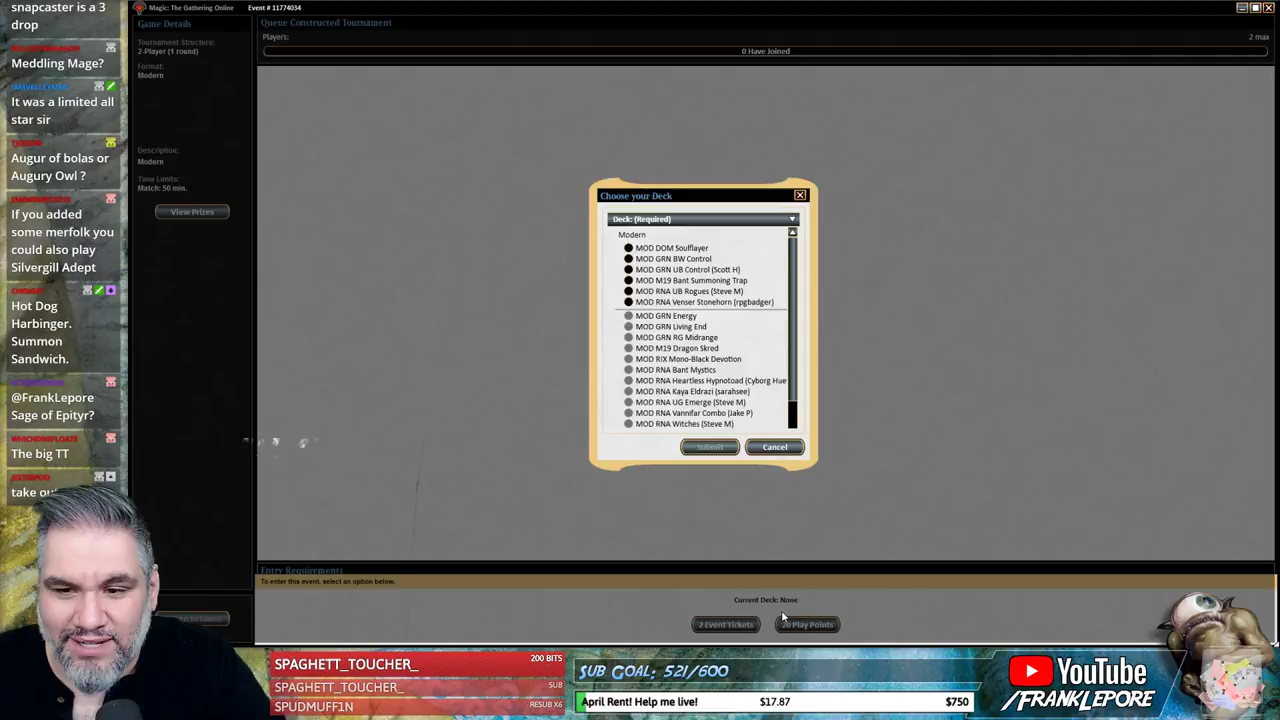 snapcaster is a 3
drop
Meddling Mage?
IAMVALLEYMAN
It was a limited all
star sir
Augur of bolas or
Augury Owl ?
If you added
some merfolk you
could also play
Silvergill Adept
Hot Dog
Harbinger.
Summon
Sandwich.
@FrankLepore
Sage of Epityr?
WHICHONEFLOATS
The big TT
take ou
Magic: The Gathering Online
Event # 11774034
Game Details
Tournament Structure:
2-Player (1 round)
Format:
Modern
Description:
Modern
Time Limits:
Match: 50 min.
View Prizes
Queue Constructed Tournament
Players:
2 max
0 Have Joined
Choose your Deck
Deck: (Required)
Modern
MOD DOM Soulflayer
MOD GRN BW Control
MOD GRN UB Control (Scott H)
MOD M19 Bant Summoning Trap
MOD RNA UB Rogues (Steve M)
MOD RNA Venser Stonehorn (rpgbadger)
MOD GRN Energy
MOD GRN Living End
MOD GRN RG Midrange
MOD M19 Dragon Skred
MOD RIX Mono-Black Devotion
MOD RNA Bant Mystics
MOD RNA Heartless Hypnotoad (Cyborg Hue
MOD RNA Kaya Eldrazi (sarahsee)
MOD RNA UG Emerge (Steve M)
MOD RNA Vannifar Combo (Jake P)
MOD RNA Witches (Steve M)
Submit
Cancel
Entry Requirements
To enter this event, select an option below.
Current Deck: None
2 Event Tickets
20 Play Points
SPAGHETT_TOUCHER_
200 BITS
SPAGHETT_TOUCHER_
SUB
SPUDMUFF1N
RESUB X6
SUB GOAL: 521/600
April Rent! Help me live!
$17.87
$750
YouTube
/FRANKLEPORE